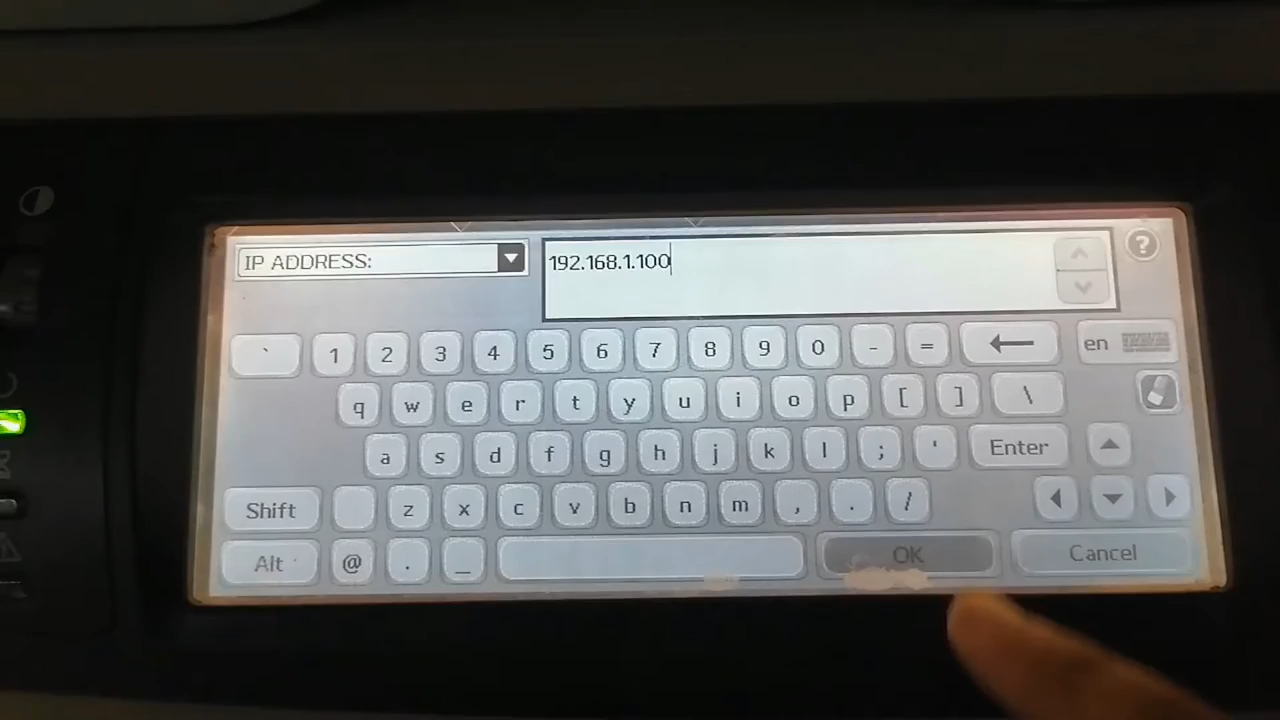 IP ADDRESS: 192.168.1.100 ?
` 1 2 3 4 5 6 7 8 9 0 - = en
q w e r t y u i o p [ ] \
a s d f g h j k l ; ' Enter
Shift z x c v b n m , . /
Alt @ . _ OK Cancel